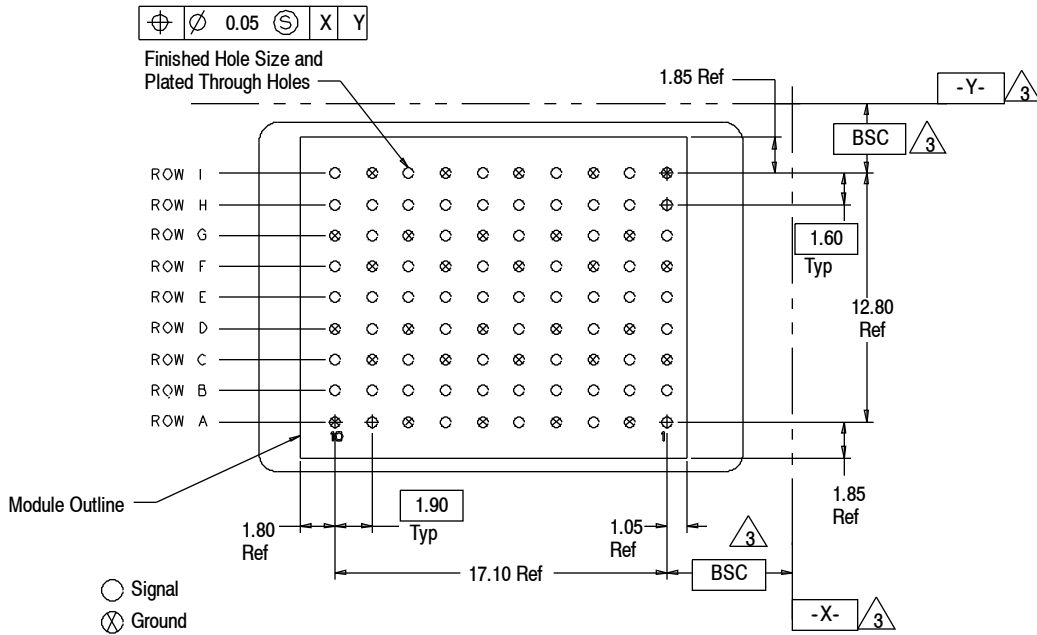 ⌖ ∅ 0.05 Ⓢ X Y
Finished Hole Size and
Plated Through Holes
1.85 Ref
-Y- 3
BSC 3
ROW I
ROW H
ROW G
ROW F
ROW E
ROW D
ROW C
ROW B
ROW A
1.60
Typ
12.80
Ref
10
1
Module Outline
1.80
Ref
1.90
Typ
1.05
Ref
3
1.85
Ref
17.10 Ref
BSC
Signal
Ground
-X- 3